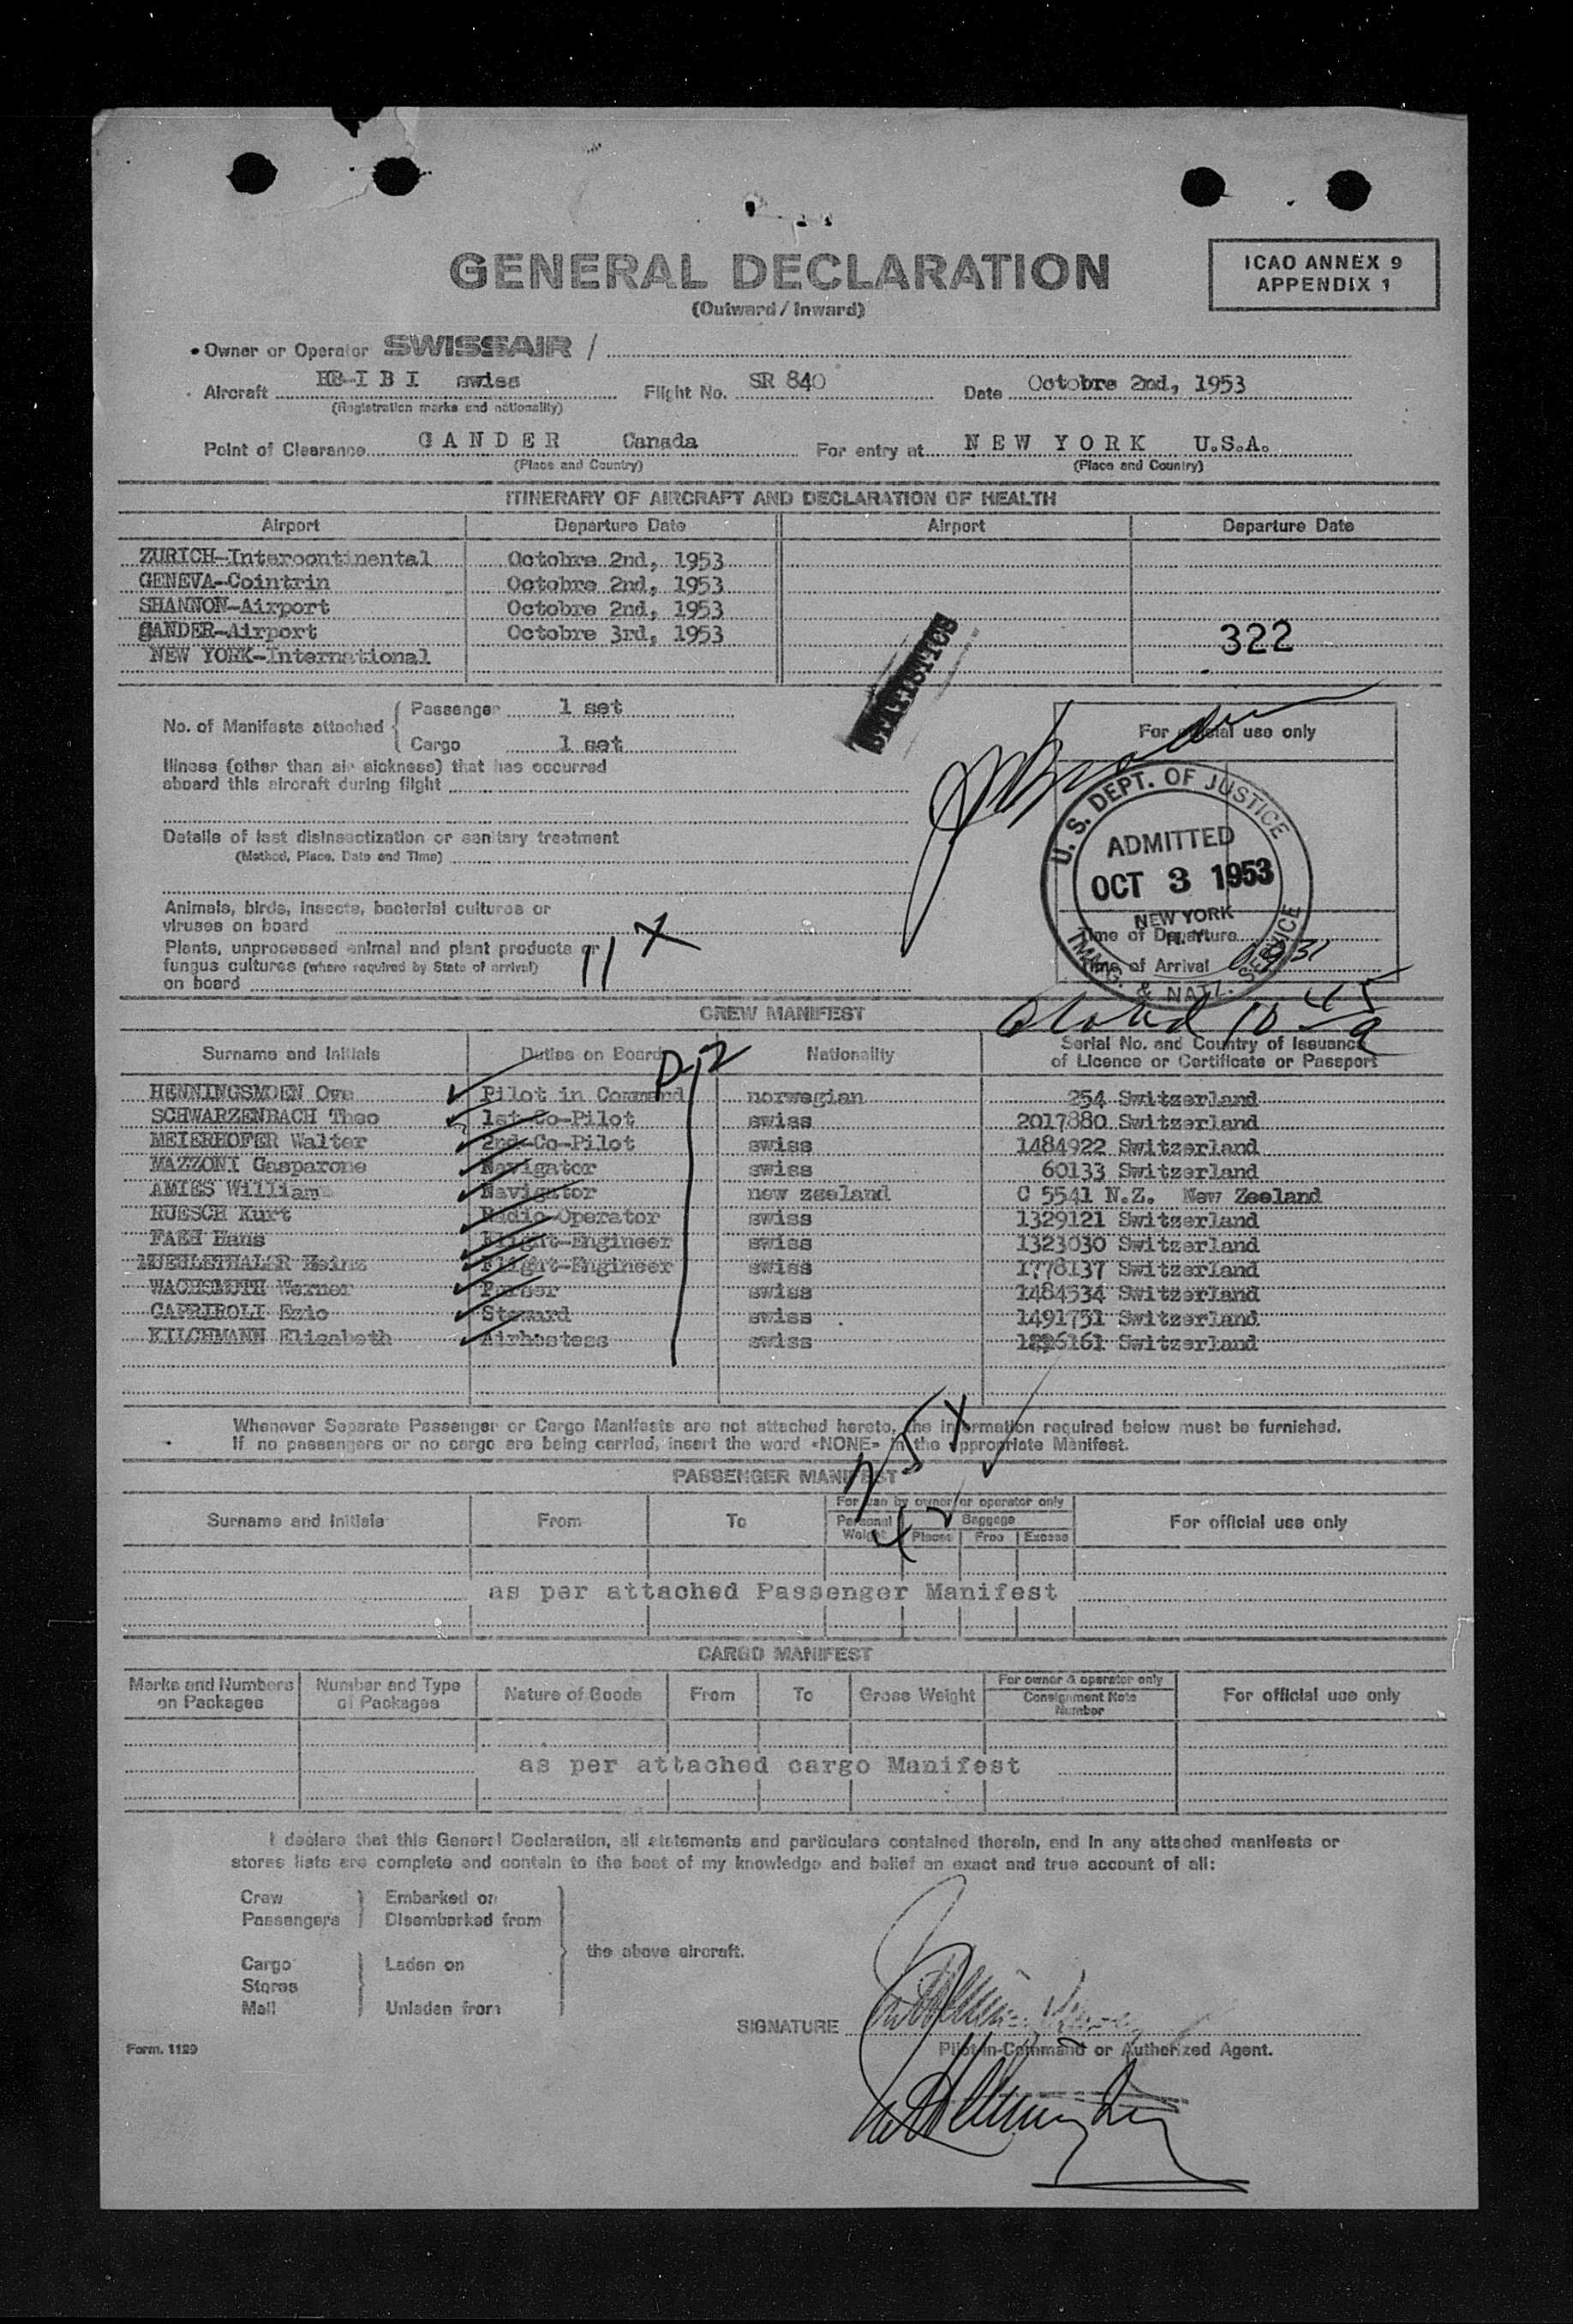 GENERAL DECLARATION
(Outward / Inward)
ICAO ANNEX 9
APPENDIX 1
Owner or Operator SWISSAIR /
Aircraft HB-I B I swiss Flight No. SR 840 Date Octobre 2nd, 1953
(Registration marks and nationality)
Point of Clearance GANDER Canada For entry at NEW YORK U.S.A.
(Place and Country) (Place and Country)
ITINERARY OF AIRCRAFT AND DECLARATION OF HEALTH
Airport Departure Date Airport Departure Date
ZURICH-Intercontinental Octobre 2nd, 1953
GENEVA-Cointrin Octobre 2nd, 1953
SHANNON-Airport Octobre 2nd, 1953
GANDER-Airport Octobre 3rd, 1953
322
NEW YORK-International
STATISTICS
No. of Manifests attached
Passenger 1 set
Cargo 1 set
Illness (other than air sickness) that has occurred
aboard this aircraft during flight
Details of last disinsectization or sanitary treatment
(Method, Place, Date and Time)
Animals, birds, insects, bacterial cultures or
viruses on board
Plants, unprocessed animal and plant products or
fungus cultures (where required by State of arrival)
on board
11 X
For official use only
U.S. DEPT. OF JUSTICE
ADMITTED
OCT 3 1953
NEW YORK
N.Y.
IMMIG. & NATZ. SERVICE
Time of Departure
Time of Arrival
10 45
CREW MANIFEST
Surname and Initials Duties on Board Nationality Serial No. and Country of Issuance
of Licence or Certificate or Passport
HENNINGSMOEN Ove Pilot in Command norwegian 254 Switzerland
SCHWARZENBACH Theo 1st Co-Pilot swiss 2017880 Switzerland
MEIERHOFER Walter 2nd Co-Pilot swiss 1484922 Switzerland
MAZZONI Gasparone Navigator swiss 60133 Switzerland
AMIES William Navigator new zeeland C 5541 N.Z. New Zeeland
RUESCH Kurt Radio-Operator swiss 1329121 Switzerland
FAEH Hans Flight-Engineer swiss 1323030 Switzerland
MUEHLETHALER Heinz Flight-Engineer swiss 1778137 Switzerland
WACHSMUTH Werner Purser swiss 1484534 Switzerland
CAPRIROLI Ezio Steward swiss 1491751 Switzerland
KILCHMANN Elisabeth Airhostess swiss Switzerland
Whenever Separate Passenger or Cargo Manifests are not attached hereto, the information required below must be furnished.
If no passengers or no cargo are being carried, insert the word «NONE» in the appropriate Manifest.
PASSENGER MANIFEST
Surname and Initials From To For use by owner or operator only For official use only
Personal Weight Baggage
Pieces Free Excess
as per attached Passenger Manifest
CARGO MANIFEST
Marks and Numbers on Packages Number and Type of Packages Nature of Goods From To Gross Weight For owner & operator only For official use only
Consignment Note Number
as per attached cargo Manifest
I declare that this General Declaration, all statements and particulars contained therein, and in any attached manifests or
stores lists are complete and contain to the best of my knowledge and belief an exact and true account of all:
Crew Embarked on
Passengers Disembarked from
the above aircraft.
Cargo Laden on
Stores
Mail Unladen from
SIGNATURE
Form. 1129 Pilot-in-Command or Authorized Agent.